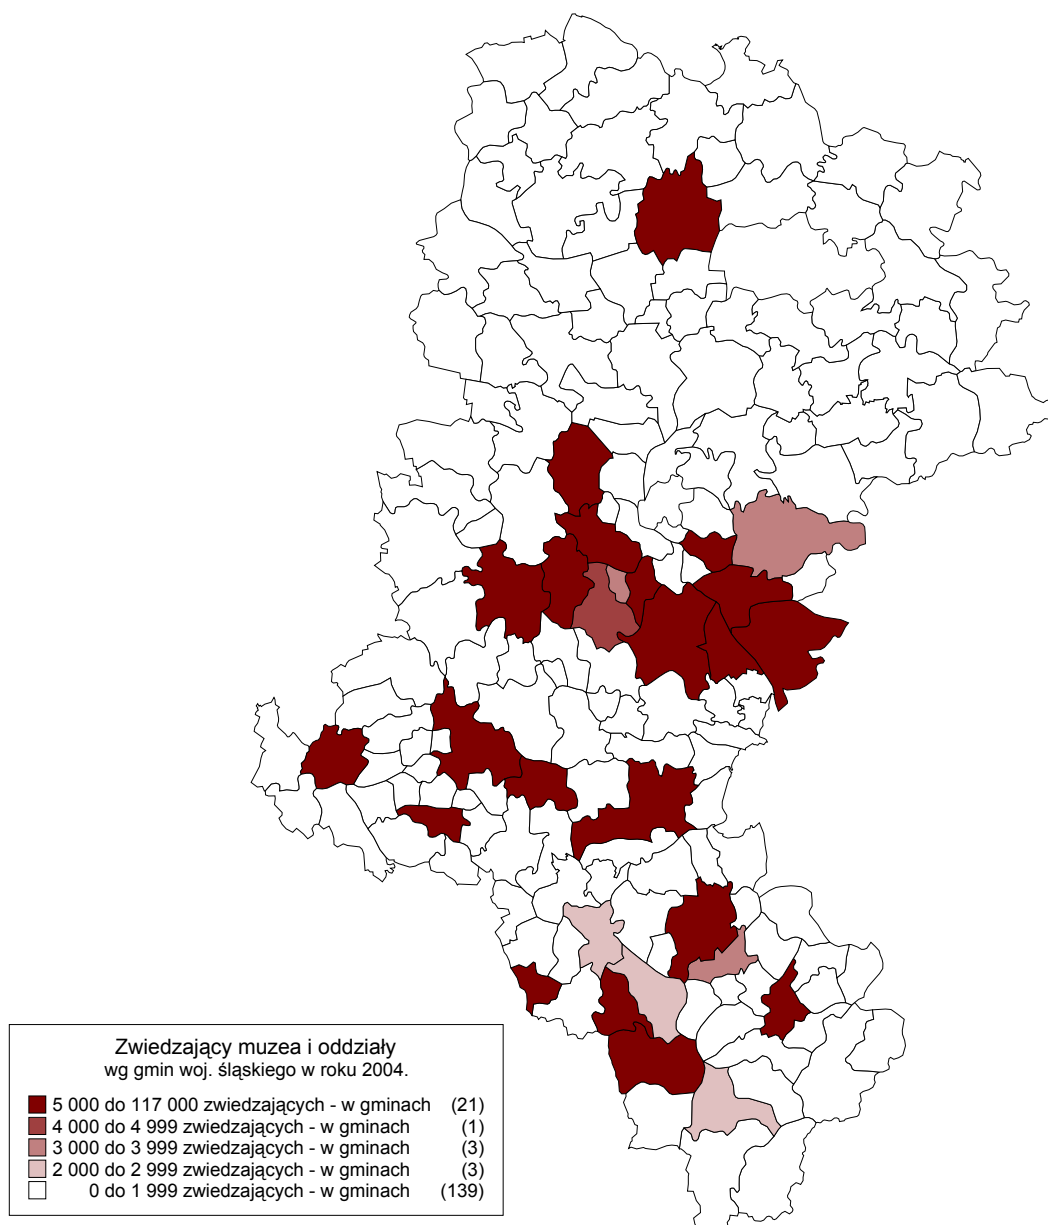 Zwiedzający muzea i oddziały
wg gmin woj. śląskiego w roku 2004.
5 000 do 117 000 zwiedzających - w gminach (21)
4 000 do 4 999 zwiedzających - w gminach (1)
3 000 do 3 999 zwiedzających - w gminach (3)
2 000 do 2 999 zwiedzających - w gminach (3)
0 do 1 999 zwiedzających - w gminach (139)